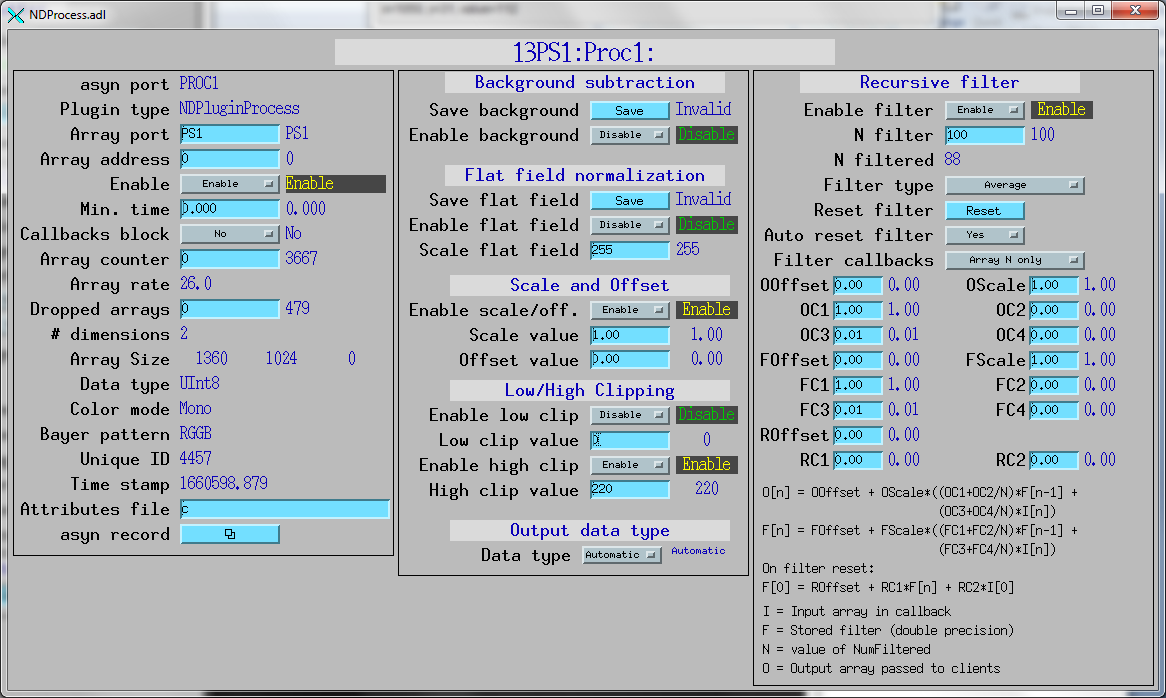 NDProcess.adl
13PS1:Proc1:
asyn port PROC1
Plugin type NDPluginProcess
Array port PS1 PS1
Array address 0 0
Enable Enable Enable
Min. time 0.000 0.000
Callbacks block No No
Array counter 0 3667
Array rate 26.0
Dropped arrays 0 479
# dimensions 2
Array Size 1360 1024 0
Data type UInt8
Color mode Mono
Bayer pattern RGGB
Unique ID 4457
Time stamp 1660598.879
Attributes file c
asyn record
Background subtraction
Save background Save Invalid
Enable background Disable Disable
Flat field normalization
Save flat field Save Invalid
Enable flat field Disable Disable
Scale flat field 255 255
Scale and Offset
Enable scale/off. Enable Enable
Scale value 1.00 1.00
Offset value 0.00 0.00
Low/High Clipping
Enable low clip Disable Disable
Low clip value 0
Enable high clip Enable Enable
High clip value 220 220
Output data type
Data type Automatic Automatic
Recursive filter
Enable filter Enable Enable
N filter 100 100
N filtered 88
Filter type Average
Reset filter Reset
Auto reset filter Yes
Filter callbacks Array N only
OOffset 0.00 0.00 OScale 1.00 1.00
OC1 1.00 1.00 OC2 0.00 0.00
OC3 0.01 0.01 OC4 0.00 0.00
FOffset 0.00 0.00 FScale 1.00 1.00
FC1 1.00 1.00 FC2 0.00 0.00
FC3 0.01 0.01 FC4 0.00 0.00
ROffset 0.00 0.00
RC1 0.00 0.00 RC2 0.00 0.00
O[n] = OOffset + OScale*((OC1+OC2/N)*F[n-1] +
(OC3+OC4/N)*I[n])
F[n] = FOffset + FScale*((FC1+FC2/N)*F[n-1] +
(FC3+FC4/N)*I[n])
On filter reset:
F[0] = ROffset + RC1*F[n] + RC2*I[0]
I = Input array in callback
F = Stored filter (double precision)
N = value of NumFiltered
O = Output array passed to clients